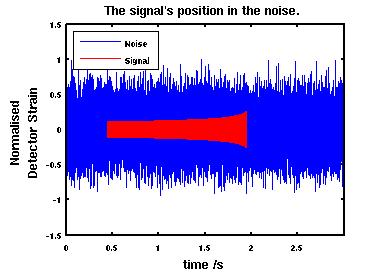 The signal's position in the noise.
1.5
Noise
Signal
1
0.5
0
-0.5
-1
-1.5
Normalised
Detector Strain
0 0.5 1 1.5 2 2.5
time /s